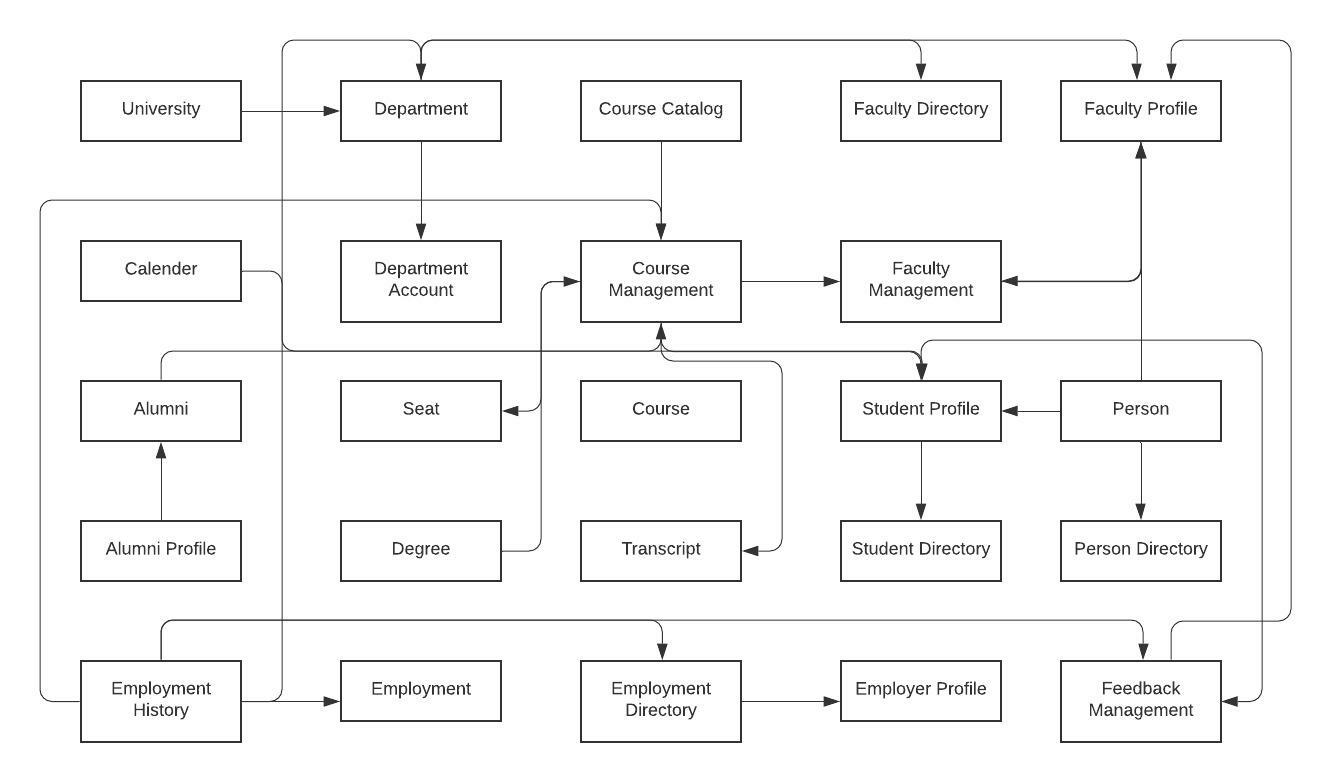 University
Department
Course Catalog
Faculty Directory
Faculty Profile
Calender
Department
Account
Course
Management
Faculty
Management
Alumni
Seat
Course
Student Profile
Person
Alumni Profile
Degree
Transcript
Student Directory
Person Directory
Employment
History
Employment
Employment
Directory
Employer Profile
Feedback
Management